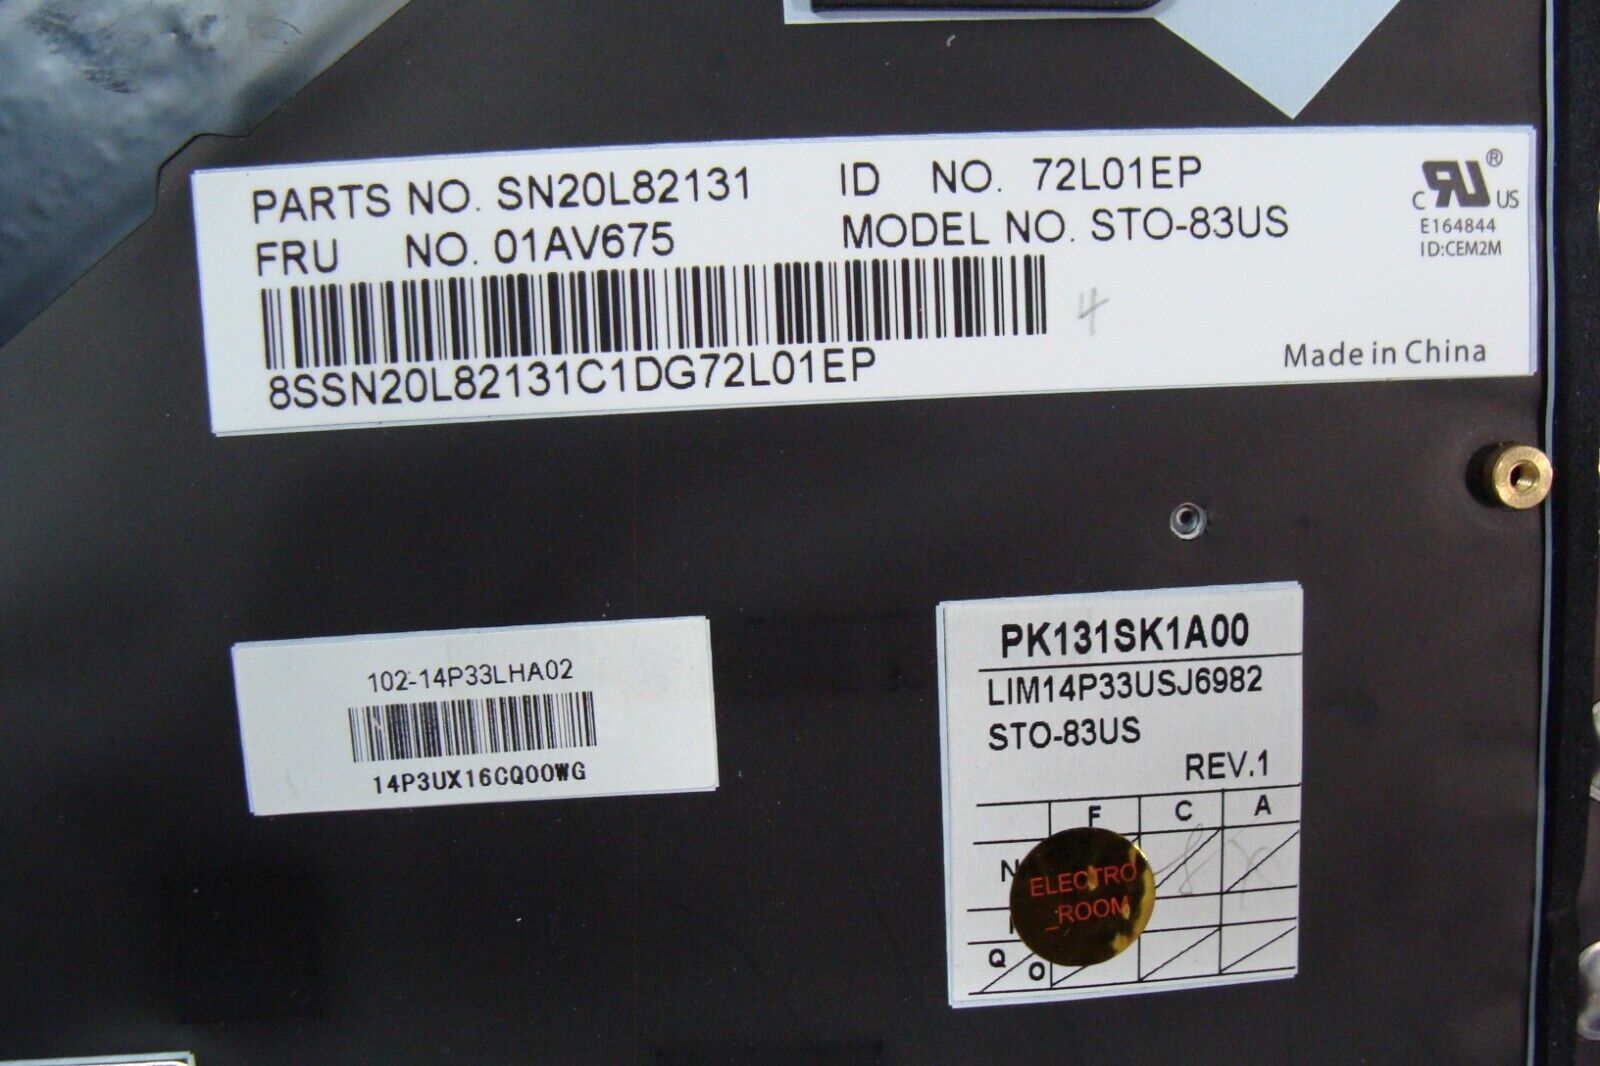 PARTS NO. SN20L82131 ID NO. 72L01EP
FRU NO. 01AV675 MODEL NO. STO-83US
C RU® US
E164844
ID:CEM2M
4
8SSN20L82131C1DG72L01EP
Made in China
102-14P33LHA02
14P3UX16CQ00WG
PK131SK1A00
LIM14P33USJ6982
STO-83US
REV.1
F C A
N
ELECTRO
_ROOM
Q O